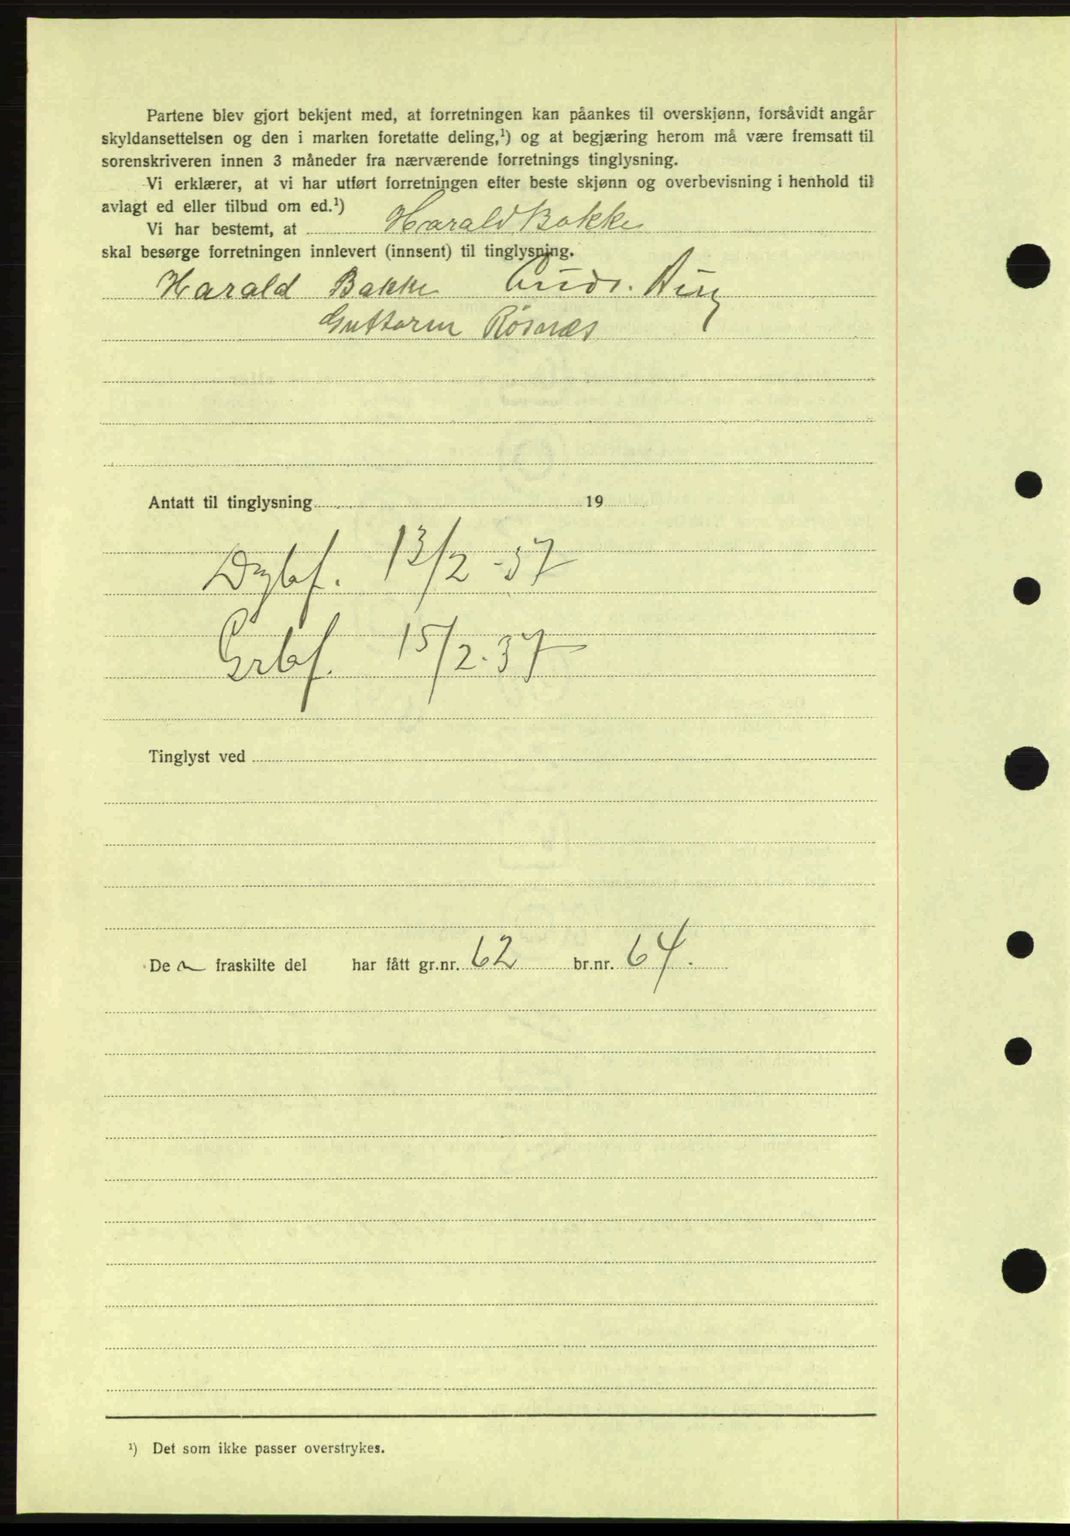 Partene blev gjort bekjent med, at forretningen kan påankes til overskjønn, forsåvidt angår
skyldansettelsen og den i marken foretatte deling,¹) og at begjæring herom må være fremsatt til
sorenskriveren innen 3 måneder fra nærværende forretnings tinglysning.
Vi erklærer, at vi har utført forretningen efter beste skjønn og overbevisning i henhold til
avlagt ed eller tilbud om ed.¹)
Vi har bestemt, at Harald Bakke
skal besørge forretningen innlevert (innsent) til tinglysning.
Harald Bakke
Guttorm Rösnæs
Antatt til tinglysning 19
Dgbf. 13/2 - 37
Grbf. 15/2. 37
Tinglyst ved
De n fraskilte del har fått gr.nr. 62 br.nr. 64.
¹) Det som ikke passer overstrykes.